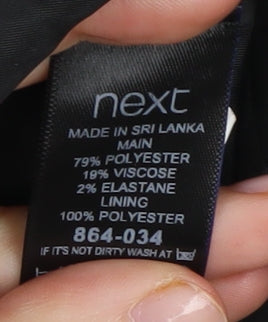 next
MADE IN SRI LANKA
MAIN
79% POLYESTER
19% VISCOSE
2% ELASTANE
LINING
100% POLYESTER
864-034
IF IT'S NOT DIRTY WASH AT